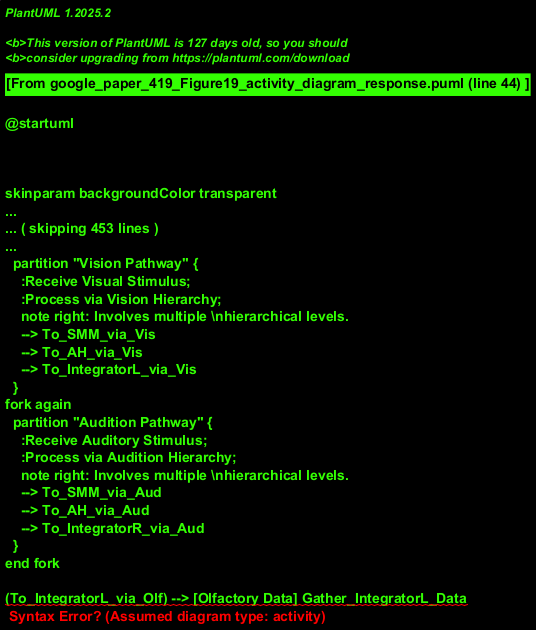 PlantUML 1.2025.2
<b>This version of PlantUML is 127 days old, so you should
<b>consider upgrading from https://plantuml.com/download
[From google_paper_419_Figure19_activity_diagram_response.puml (line 44) ]
@startuml
skinparam backgroundColor transparent
...
... ( skipping 453 lines )
...
partition "Vision Pathway" {
:Receive Visual Stimulus;
:Process via Vision Hierarchy;
note right: Involves multiple \nhierarchical levels.
--> To_SMM_via_Vis
--> To_AH_via_Vis
--> To_IntegratorL_via_Vis
}
fork again
partition "Audition Pathway" {
:Receive Auditory Stimulus;
:Process via Audition Hierarchy;
note right: Involves multiple \nhierarchical levels.
--> To_SMM_via_Aud
--> To_AH_via_Aud
--> To_IntegratorR_via_Aud
}
end fork
(To_IntegratorL_via_Olf) --> [Olfactory Data] Gather_IntegratorL_Data
Syntax Error? (Assumed diagram type: activity)